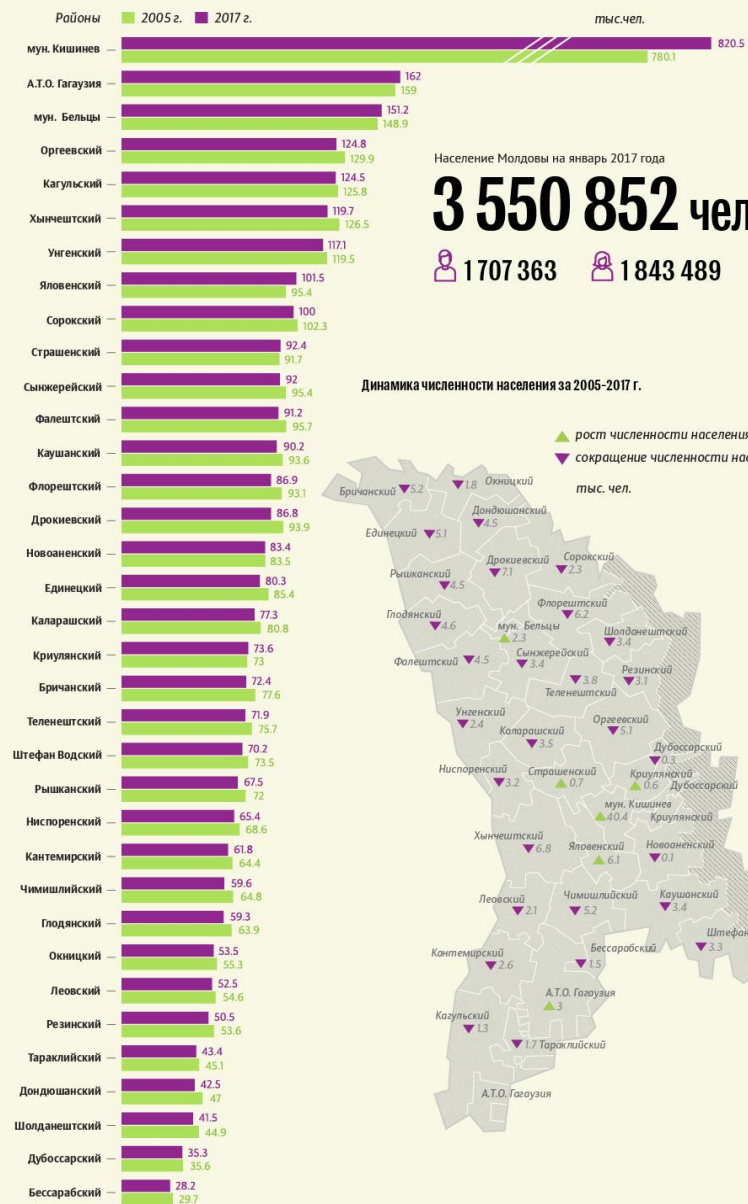 Районы 2005 г. 2017 г. тыс.чел.
мун. Кишинев 820.5
780.1
А.Т.О. Гагаузия 162
159
мун. Бельцы 151.2
148.9
Оргеевский 124.8
129.9
Кагульский 124.5
125.8
Хынчештский 119.7
126.5
Унгенский 117.1
119.5
Яловенский 101.5
95.4
Сорокский 100
102.3
Страшенский 92.4
91.7
Сынжерейский 92
95.4
Фалештский 91.2
95.7
Каушанский 90.2
93.6
Флорештский 86.9
93.1
Дрокиевский 86.8
93.9
Новоаненский 83.4
83.5
Единецкий 80.3
85.4
Каларашский 77.3
80.8
Криулянский 73.6
73
Бричанский 72.4
77.6
Теленештский 71.9
75.7
Штефан Водский 70.2
73.5
Рышканский 67.5
72
Ниспоренский 65.4
68.6
Кантемирский 61.8
64.4
Чимишлийский 59.6
64.8
Глодянский 59.3
63.9
Окницкий 53.5
55.3
Леовский 52.5
54.6
Резинский 50.5
53.6
Тараклийский 43.4
45.1
Дондюшанский 42.5
47
Шолданештский 41.5
44.9
Дубоссарский 35.3
35.6
Бессарабский 28.2
29.7
Население Молдовы на январь 2017 года
3 550 852 чел
1 707 363 1 843 489
Динамика численности населения за 2005-2017 г.
рост численности населения
сокращение численности нас
тыс. чел.
Бричанский 5.2
1.8 Окницкий
Дондюшонский
4.5
Единецкий 5.1
Дрокиевский
7.1
Сорокский
2.3
Рышканский
4.5
Флорештский
6.2
Глодянский
4.6
мун. Бельцы
2.3
Шолданештский
3.4
Фалештский 4.5
Сынжерейский
3.4
3.8
Теленештский
Резинский
3.1
Унгенский
2.4
Каларашский
3.5
Оргеевский
5.1
Дубоссарский
0.3
Ниспоренский
3.2
Страшенский
0,7
Криулянский
0.6 Дубоссарский
мун. Кишинев
40.4 Криулянский
Хынчештский
6.8
Яловенский
6.1
Новоаненский
0.1
Леовский
2.1
Чимишлийский
5.2
Каушанский
3.4
Штефан
3.3
Кантемирский
2.6
Бессарабский
1.5
А.Т.О. Гагаузия
3
Кагульский
1.3
1.7 Тараклийский
А.Т.О. Гагаузия